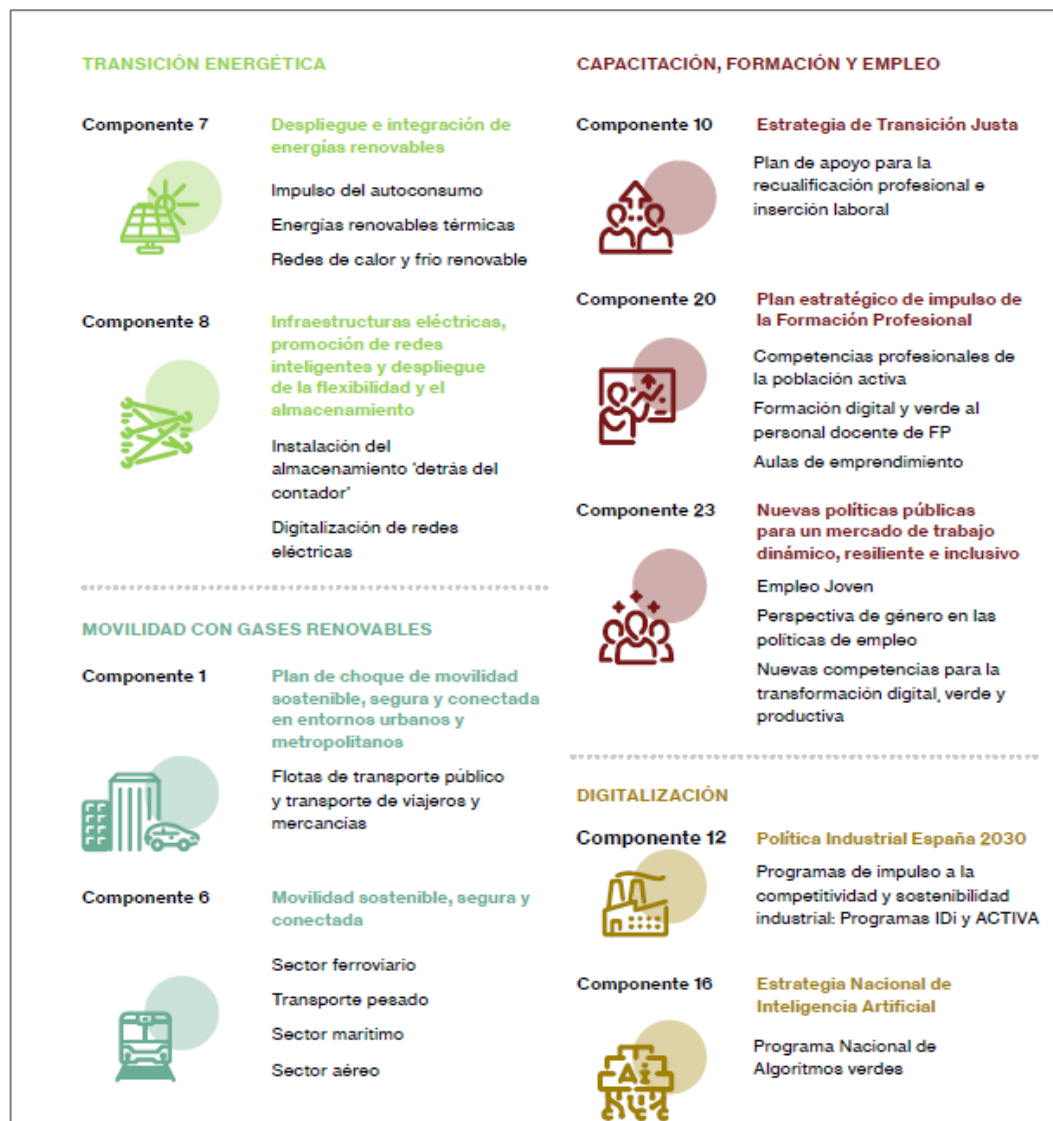 TRANSICIÓN ENERGÉTICA
Componente 7
Despliegue e integración de
energías renovables
Impulso del autoconsumo
Energías renovables térmicas
Redes de calor y frío renovable
Componente 8
Infraestructuras eléctricas,
promoción de redes
inteligentes y despliegue
de la flexibilidad y el
almacenamiento
Instalación del
almacenamiento 'detrás del
contador'
Digitalización de redes
eléctricas
MOVILIDAD CON GASES RENOVABLES
Componente 1
Plan de choque de movilidad
sostenible, segura y conectada
en entornos urbanos y
metropolitanos
Flotas de transporte público
y transporte de viajeros y
mercancías
Componente 6
Movilidad sostenible, segura y
conectada
Sector ferroviario
Transporte pesado
Sector marítimo
Sector aéreo
CAPACITACIÓN, FORMACIÓN Y EMPLEO
Componente 10
Estrategia de Transición Justa
Plan de apoyo para la
recualificación profesional e
inserción laboral
Componente 20
Plan estratégico de impulso de
la Formación Profesional
Competencias profesionales de
la población activa
Formación digital y verde al
personal docente de FP
Aulas de emprendimiento
Componente 23
Nuevas políticas públicas
para un mercado de trabajo
dinámico, resiliente e inclusivo
Empleo Joven
Perspectiva de género en las
políticas de empleo
Nuevas competencias para la
transformación digital, verde y
productiva
DIGITALIZACIÓN
Componente 12
Política Industrial España 2030
Programas de impulso a la
competitividad y sostenibilidad
industrial: Programas IDi y ACTIVA
Componente 16
Estrategia Nacional de
Inteligencia Artificial
Programa Nacional de
Algoritmos verdes
Ai